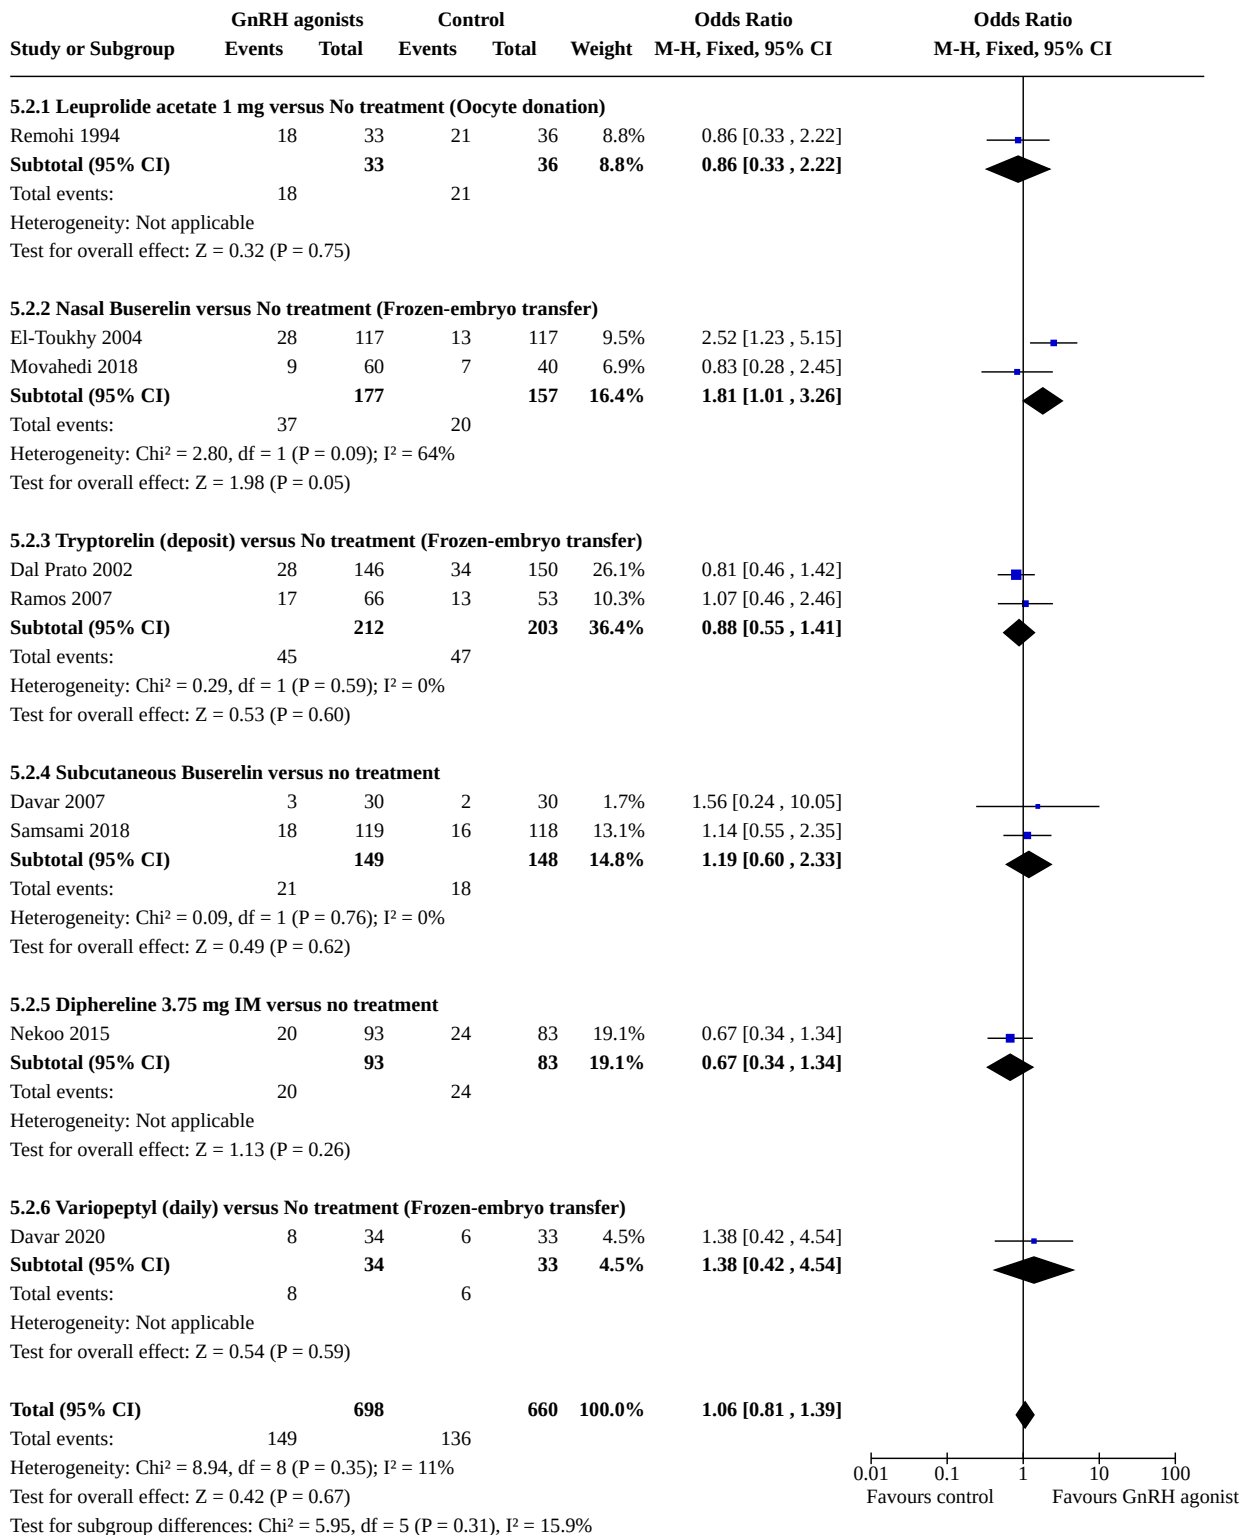 GnRH agonists Control Odds Ratio Odds Ratio
Study or Subgroup Events Total Events Total Weight M-H, Fixed, 95% CI M-H, Fixed, 95% CI
5.2.1 Leuprolide acetate 1 mg versus No treatment (Oocyte donation)
Remohi 1994 18 33 21 36 8.8% 0.86 [0.33 , 2.22]
Subtotal (95% CI) 33 36 8.8% 0.86 [0.33 , 2.22]
Total events: 18 21
Heterogeneity: Not applicable
Test for overall effect: Z = 0.32 (P = 0.75)
5.2.2 Nasal Buserelin versus No treatment (Frozen-embryo transfer)
El-Toukhy 2004 28 117 13 117 9.5% 2.52 [1.23 , 5.15]
Movahedi 2018 9 60 7 40 6.9% 0.83 [0.28 , 2.45]
Subtotal (95% CI) 177 157 16.4% 1.81 [1.01 , 3.26]
Total events: 37 20
Heterogeneity: Chi² = 2.80, df = 1 (P = 0.09); I² = 64%
Test for overall effect: Z = 1.98 (P = 0.05)
5.2.3 Tryptorelin (deposit) versus No treatment (Frozen-embryo transfer)
Dal Prato 2002 28 146 34 150 26.1% 0.81 [0.46 , 1.42]
Ramos 2007 17 66 13 53 10.3% 1.07 [0.46 , 2.46]
Subtotal (95% CI) 212 203 36.4% 0.88 [0.55 , 1.41]
Total events: 45 47
Heterogeneity: Chi² = 0.29, df = 1 (P = 0.59); I² = 0%
Test for overall effect: Z = 0.53 (P = 0.60)
5.2.4 Subcutaneous Buserelin versus no treatment
Davar 2007 3 30 2 30 1.7% 1.56 [0.24 , 10.05]
Samsami 2018 18 119 16 118 13.1% 1.14 [0.55 , 2.35]
Subtotal (95% CI) 149 148 14.8% 1.19 [0.60 , 2.33]
Total events: 21 18
Heterogeneity: Chi² = 0.09, df = 1 (P = 0.76); I² = 0%
Test for overall effect: Z = 0.49 (P = 0.62)
5.2.5 Diphereline 3.75 mg IM versus no treatment
Nekoo 2015 20 93 24 83 19.1% 0.67 [0.34 , 1.34]
Subtotal (95% CI) 93 83 19.1% 0.67 [0.34 , 1.34]
Total events: 20 24
Heterogeneity: Not applicable
Test for overall effect: Z = 1.13 (P = 0.26)
5.2.6 Variopeptyl (daily) versus No treatment (Frozen-embryo transfer)
Davar 2020 8 34 6 33 4.5% 1.38 [0.42 , 4.54]
Subtotal (95% CI) 34 33 4.5% 1.38 [0.42 , 4.54]
Total events: 8 6
Heterogeneity: Not applicable
Test for overall effect: Z = 0.54 (P = 0.59)
Total (95% CI) 698 660 100.0% 1.06 [0.81 , 1.39]
Total events: 149 136
Heterogeneity: Chi² = 8.94, df = 8 (P = 0.35); I² = 11%
0.01 0.1 1 10 100
Test for overall effect: Z = 0.42 (P = 0.67)
Favours control Favours GnRH agonist
Test for subgroup differences: Chi² = 5.95, df = 5 (P = 0.31), I² = 15.9%